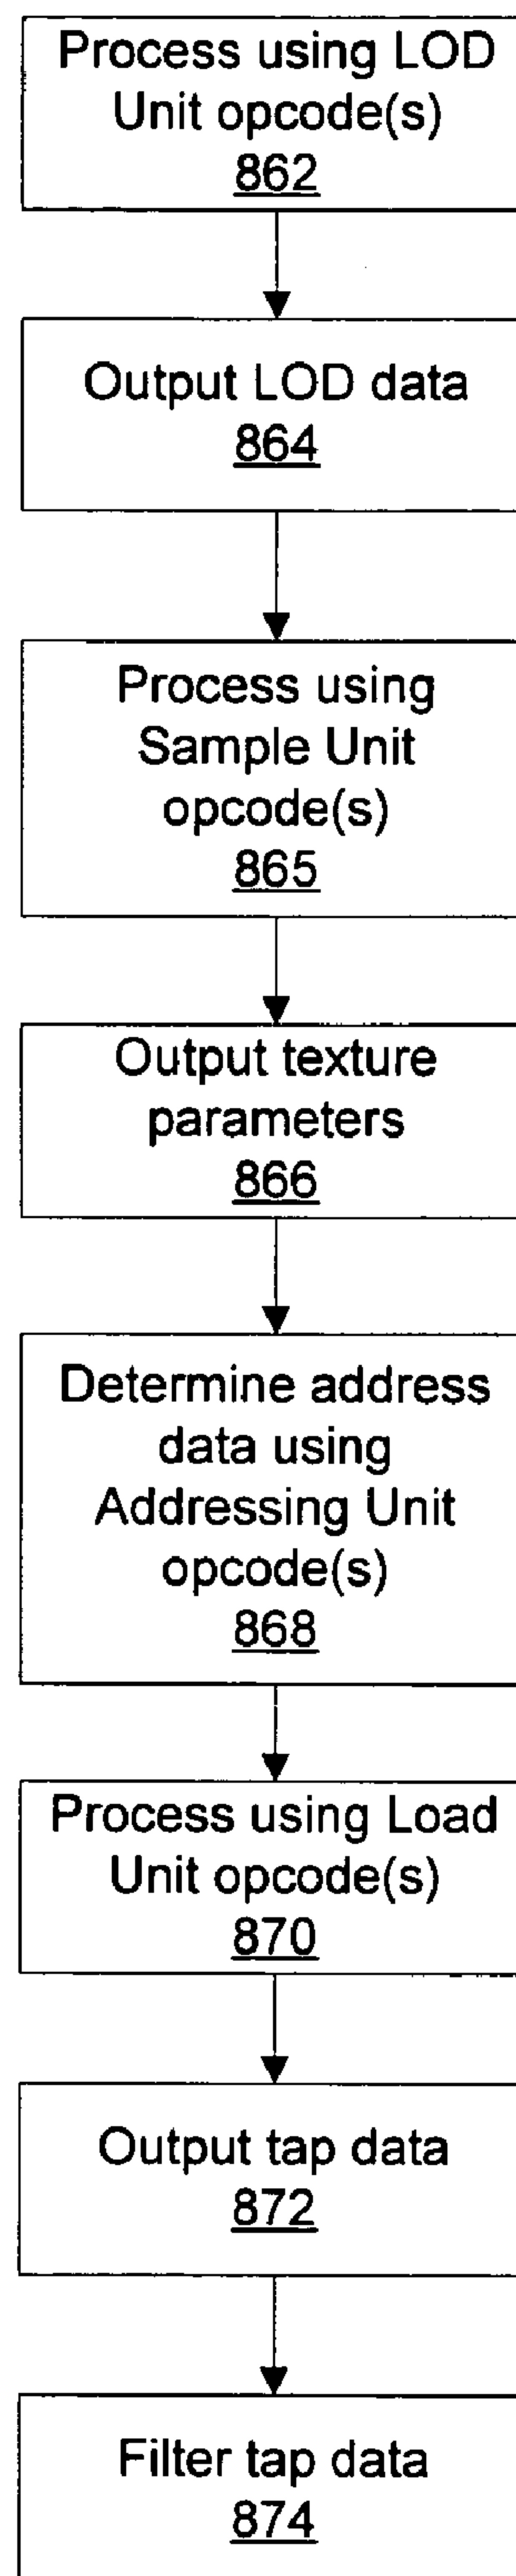 Process using LOD
Unit opcode(s)
862
Output LOD data
864
Process using
Sample Unit
opcode(s)
865
Output texture
parameters
866
Determine address
data using
Addressing Unit
opcode(s)
868
Process using Load
Unit opcode(s)
870
Output tap data
872
Filter tap data
874